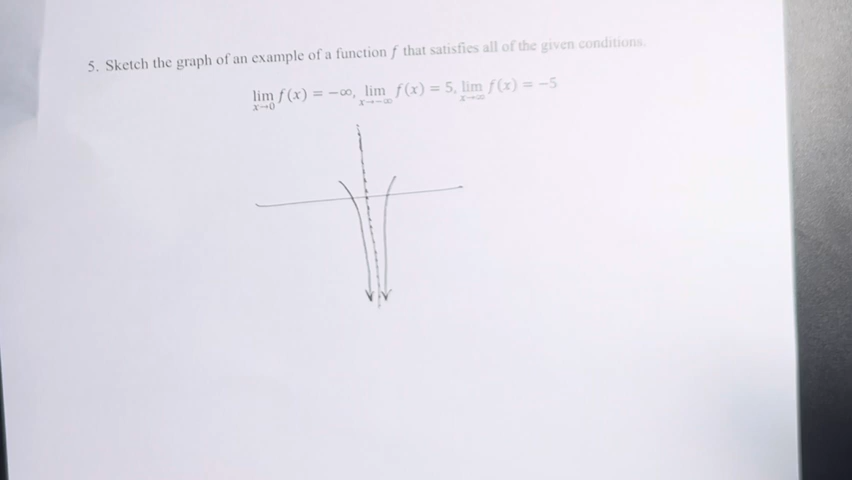 5. Sketch the graph of an example of a function f that satisfies all of the given conditions.
lim f(x) = −∞, lim f(x) = 5, lim f(x) = −5
x→0 x→−∞ x→∞